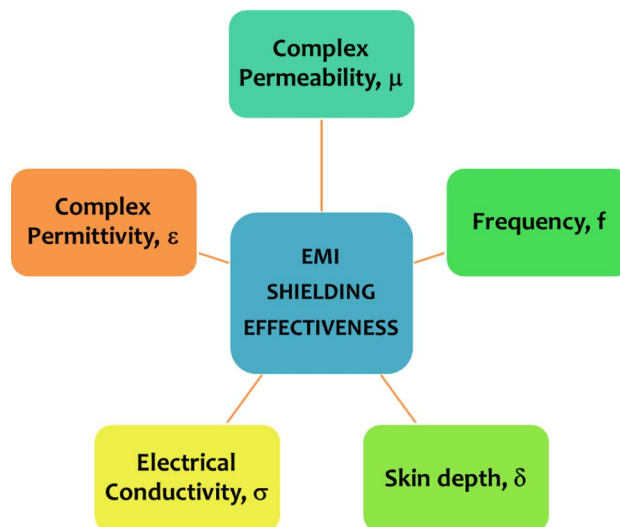 Complex
Permeability, μ
Complex
Permittivity, ε
Frequency, f
EMI
SHIELDING
EFFECTIVENESS
Electrical
Conductivity, σ
Skin depth, δ